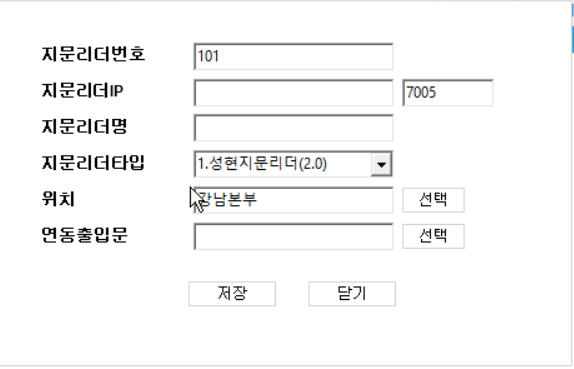 지문리더번호 101
지문리더IP 7005
지문리더명
지문리더타입 1.성현지문리더(2.0)
위치 강남본부 선택
연동출입문 선택
저장 닫기